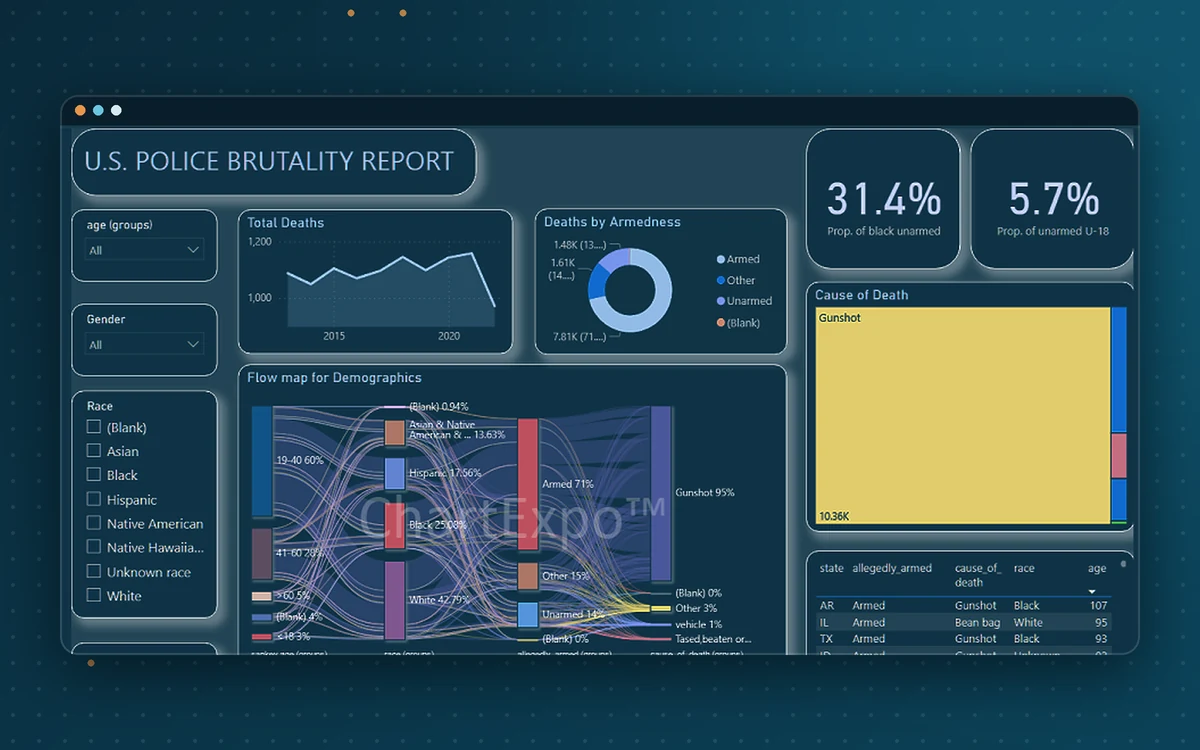 U.S. POLICE BRUTALITY REPORT
31.4%
Prop. of black unarmed
5.7%
Prop. of unarmed U-18
age (groups)
All
Gender
All
Race
(Blank)
Asian
Black
Hispanic
Native American
Native Hawaiia...
Unknown race
White
Total Deaths
1,200
1,000
2015
2020
Deaths by Armedness
1.48K (13....)
1.61K
(14....)
7.81K (71....)
Armed
Other
Unarmed
(Blank)
Flow map for Demographics
19-40 60%
41-60 28%
>60 5%
(Blank) 4%
<18 3%
(Blank) 0.94%
Asian & Native
American & ... 13.63%
Hispanic 17.56%
Black 25.08%
White 42.79%
Armed 71%
Other 15%
Unarmed 14%
(Blank) 0%
Gunshot 95%
(Blank) 0%
Other 3%
vehicle 1%
Tased,beaten or...
ChartExpo™
Cause of Death
Gunshot
10.36K
state allegedly_armed cause_of_ race age
death
AR Armed Gunshot Black 107
IL Armed Bean bag White 95
TX Armed Gunshot Black 93